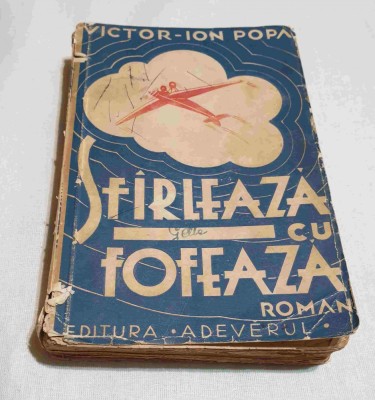 VICTOR-ION POPA
SFÎRLEAZĂ
CU
FOFEAZĂ
ROMAN
EDITURA · ADEVERUL ·